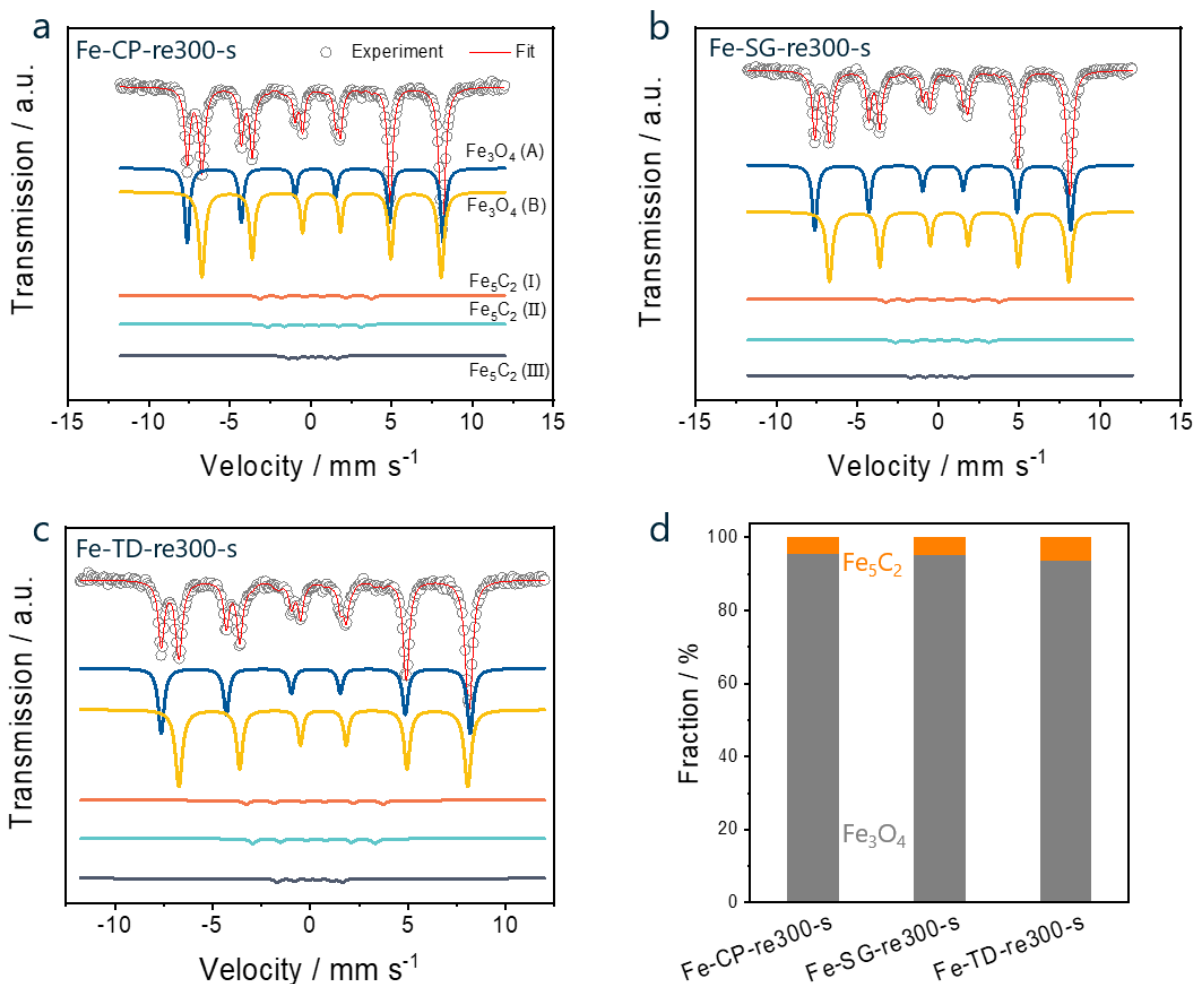 a
Fe-CP-re300-s
Experiment
Fit
Fe₃O₄ (A)
Fe₃O₄ (B)
Fe₅C₂ (I)
Fe₅C₂ (II)
Fe₅C₂ (III)
Transmission / a.u.
-15 -10 -5 0 5 10 15
Velocity / mm s⁻¹
b
Fe-SG-re300-s
Transmission / a.u.
-15 -10 -5 0 5 10 15
Velocity / mm s⁻¹
c
Fe-TD-re300-s
Transmission / a.u.
-10 -5 0 5 10
Velocity / mm s⁻¹
d
100
80
60
40
20
0
Fraction / %
Fe₅C₂
Fe₃O₄
Fe-CP-re300-s
Fe-SG-re300-s
Fe-TD-re300-s